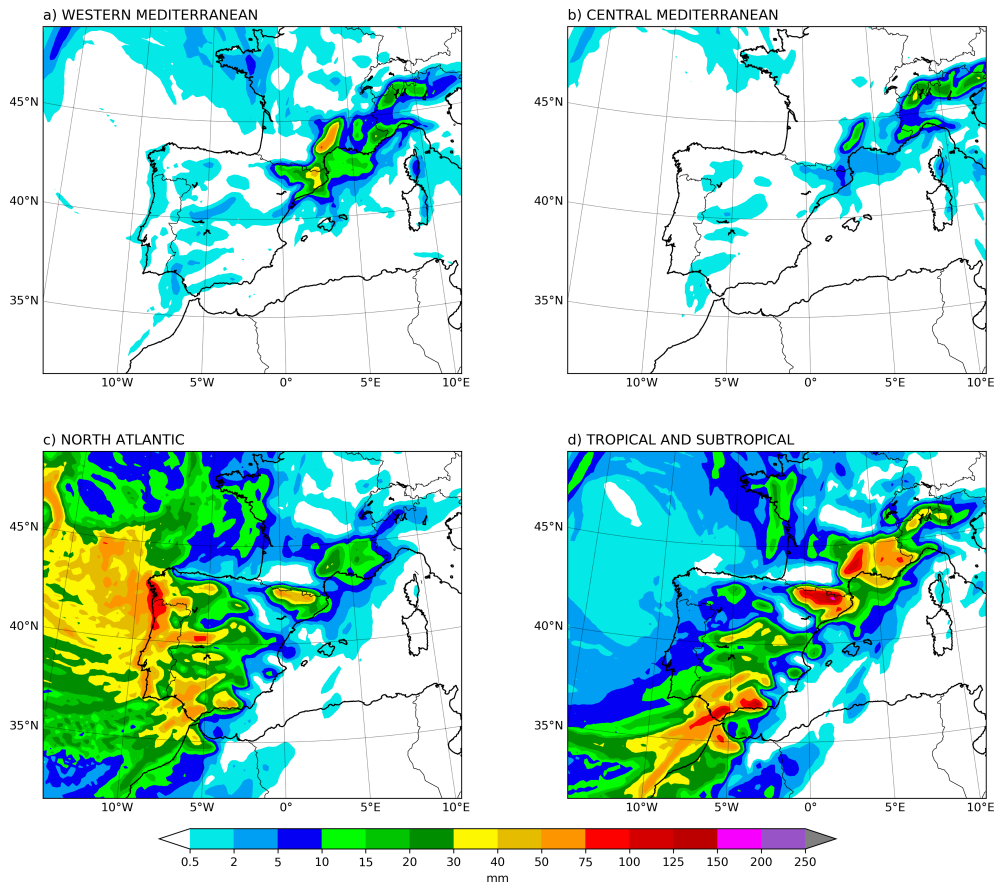 a) WESTERN MEDITERRANEAN
b) CENTRAL MEDITERRANEAN
45°N
45°N
40°N
40°N
35°N
35°N
10°W 5°W 0° 5°E 10°E
10°W 5°W 0° 5°E 10°E
c) NORTH ATLANTIC
d) TROPICAL AND SUBTROPICAL
45°N
45°N
40°N
40°N
35°N
35°N
10°W 5°W 0° 5°E 10°E
10°W 5°W 0° 5°E 10°E
0.5 2 5 10 15 20 30 40 50 75 100 125 150 200 250
mm